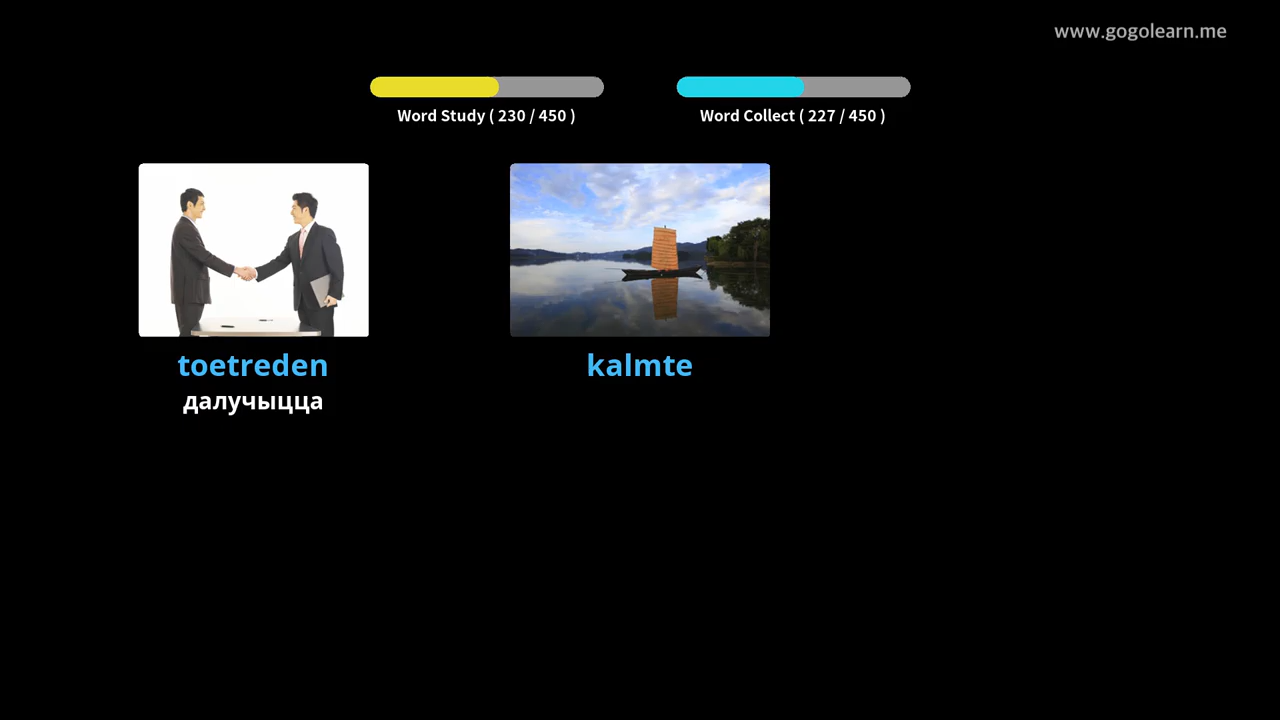 www.gogolearn.me
Word Study ( 230 / 450 )
Word Collect ( 227 / 450 )
toetreden
далучыцца
kalmte